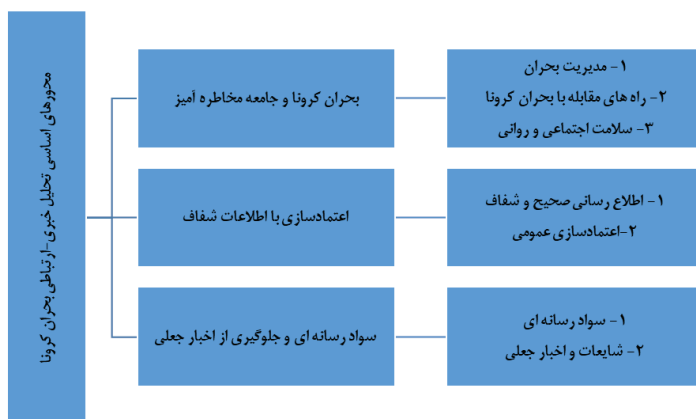 محورهای اساسی تحلیل خبری-ارتباطی بحران کرونا
بحران کرونا و جامعه مخاطره آمیز
۱- مدیریت بحران
۲- راه های مقابله با بحران کرونا
۳- سلامت اجتماعی و روانی
اعتمادسازی با اطلاعات شفاف
۱- اطلاع رسانی صحیح و شفاف
۲-اعتمادسازی عمومی
سواد رسانه ای و جلوگیری از اخبار جعلی
۱- سواد رسانه ای
۲- شایعات و اخبار جعلی